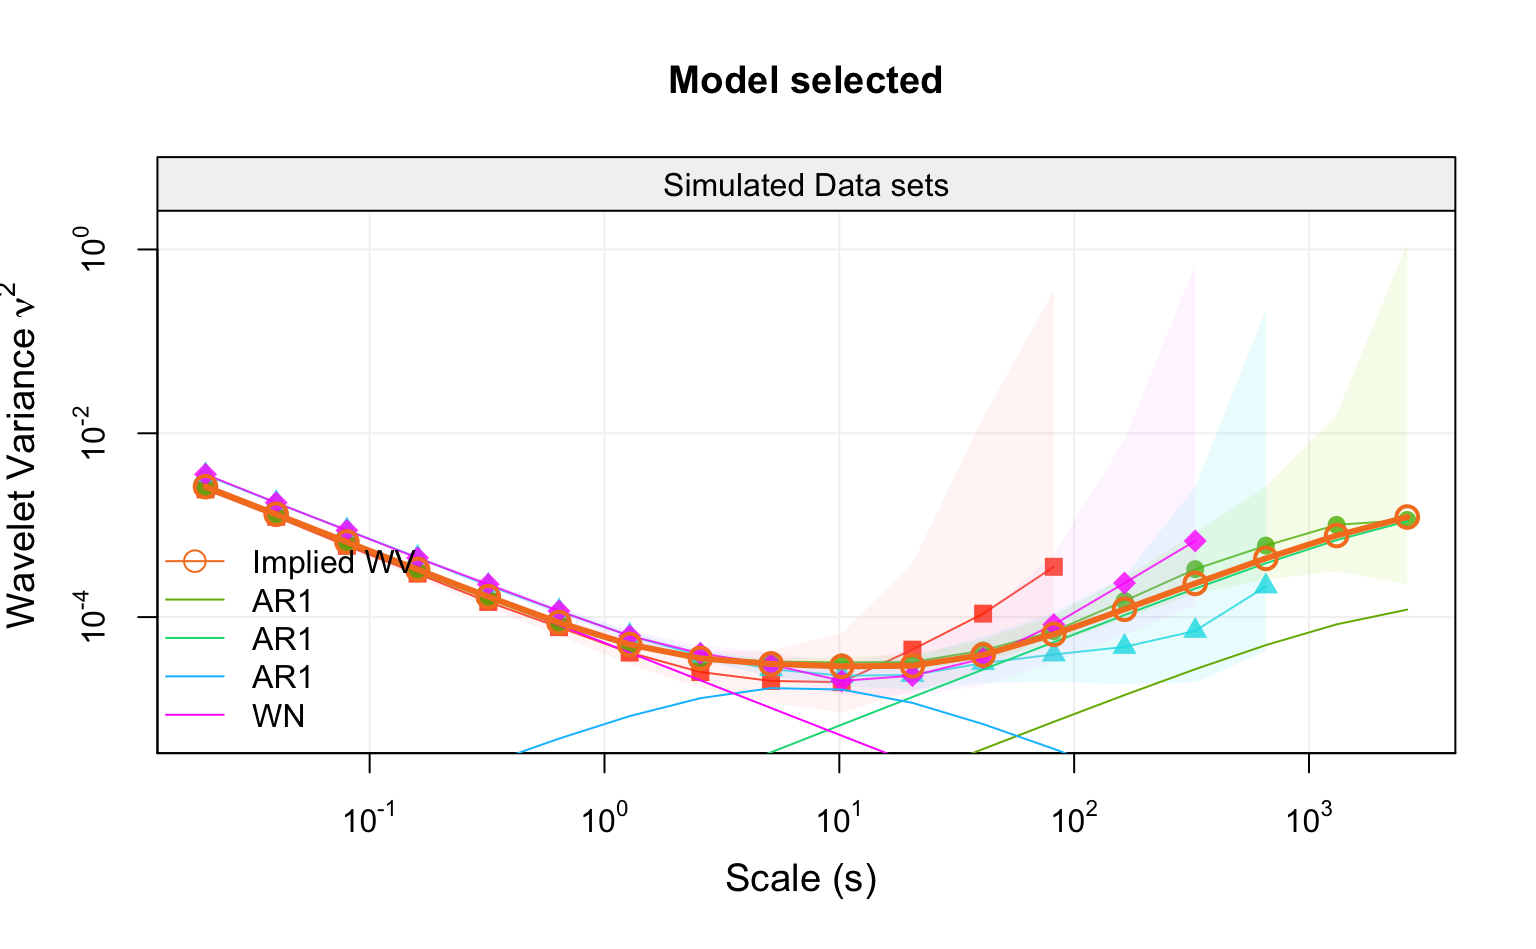 Model selected
Simulated Data sets
Wavelet Variance ν²
10⁰
10⁻²
10⁻⁴
Implied WV
AR1
AR1
AR1
WN
10⁻¹ 10⁰ 10¹ 10² 10³
Scale (s)